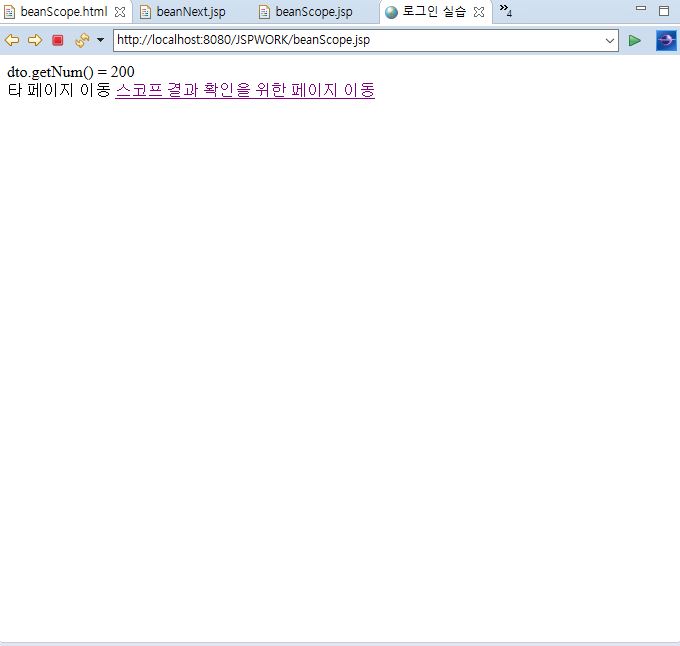 beanScope.html beanNext.jsp beanScope.jsp 로그인 실습 4
http://localhost:8080/JSPWORK/beanScope.jsp
dto.getNum() = 200
타 페이지 이동 스코프 결과 확인을 위한 페이지 이동